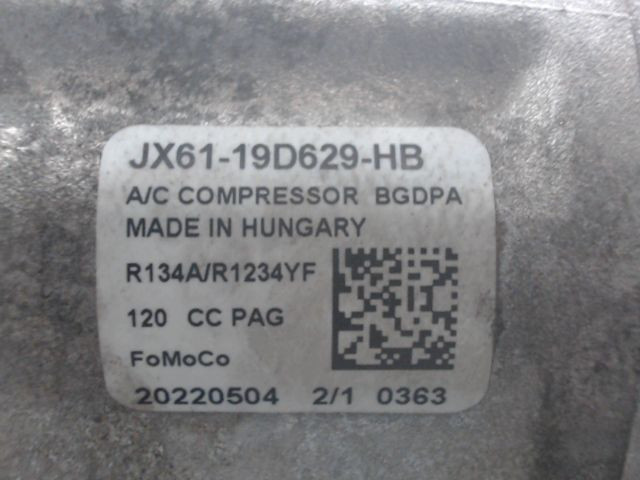 JX61-19D629-HB
A/C COMPRESSOR BGDPA
MADE IN HUNGARY
R134A/R1234YF
120 CC PAG
FoMoCo
20220504 2/1 0363